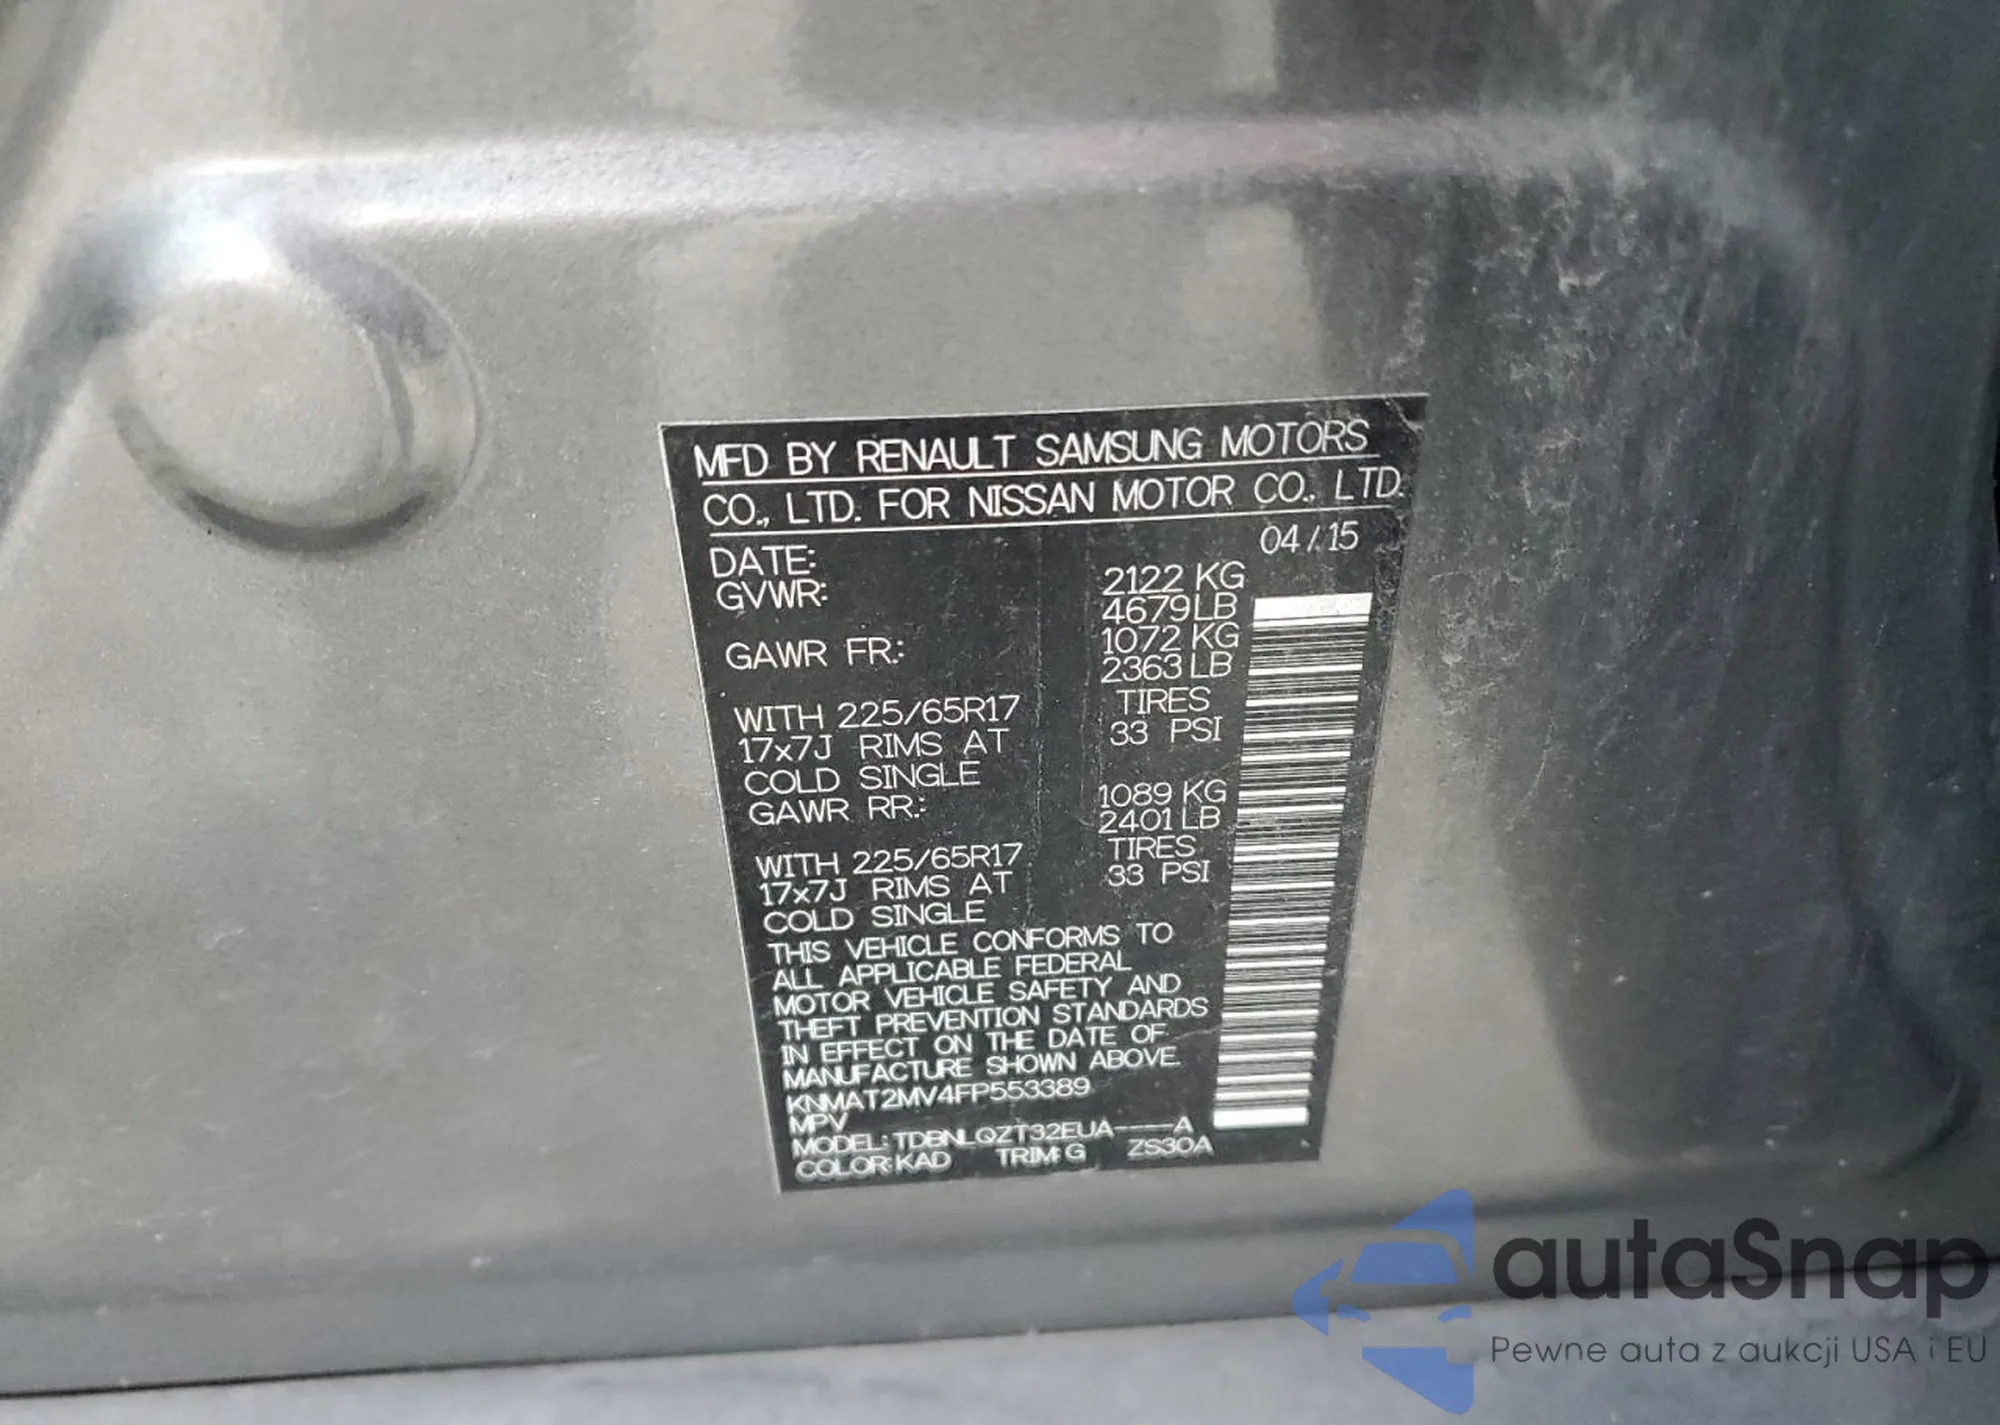 MFD BY RENAULT SAMSUNG MOTORS
CO., LTD. FOR NISSAN MOTOR CO., LTD.
DATE: 04/15
GVWR: 2122 KG
4679 LB
GAWR FR.: 1072 KG
2363 LB
WITH 225/65R17 TIRES
17x7J RIMS AT 33 PSI
COLD SINGLE
GAWR RR.: 1089 KG
2401 LB
WITH 225/65R17 TIRES
17x7J RIMS AT 33 PSI
COLD SINGLE
THIS VEHICLE CONFORMS TO
ALL APPLICABLE FEDERAL
MOTOR VEHICLE SAFETY AND
THEFT PREVENTION STANDARDS
IN EFFECT ON THE DATE OF
MANUFACTURE SHOWN ABOVE.
KNMAT2MV4FP553389
MPV
MODEL: TDBNLQZT32EUA----A
COLOR: KAD TRIM: G ZS30A
autaSnap
Pewne auta z aukcji USA i EU